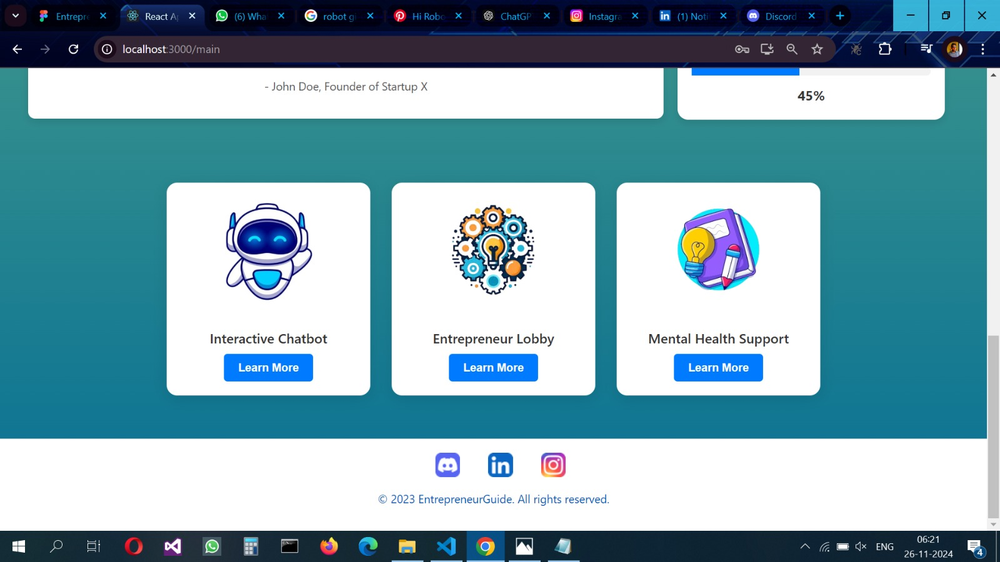 Entrepre
React Ap
(6) Wha
robot gi
Hi Robo
ChatGP
Instagra
(1) Noti
Discord
localhost:3000/main
- John Doe, Founder of Startup X
45%
Interactive Chatbot
Learn More
Entrepreneur Lobby
Learn More
Mental Health Support
Learn More
© 2023 EntrepreneurGuide. All rights reserved.
ENG
06:21
26-11-2024
4